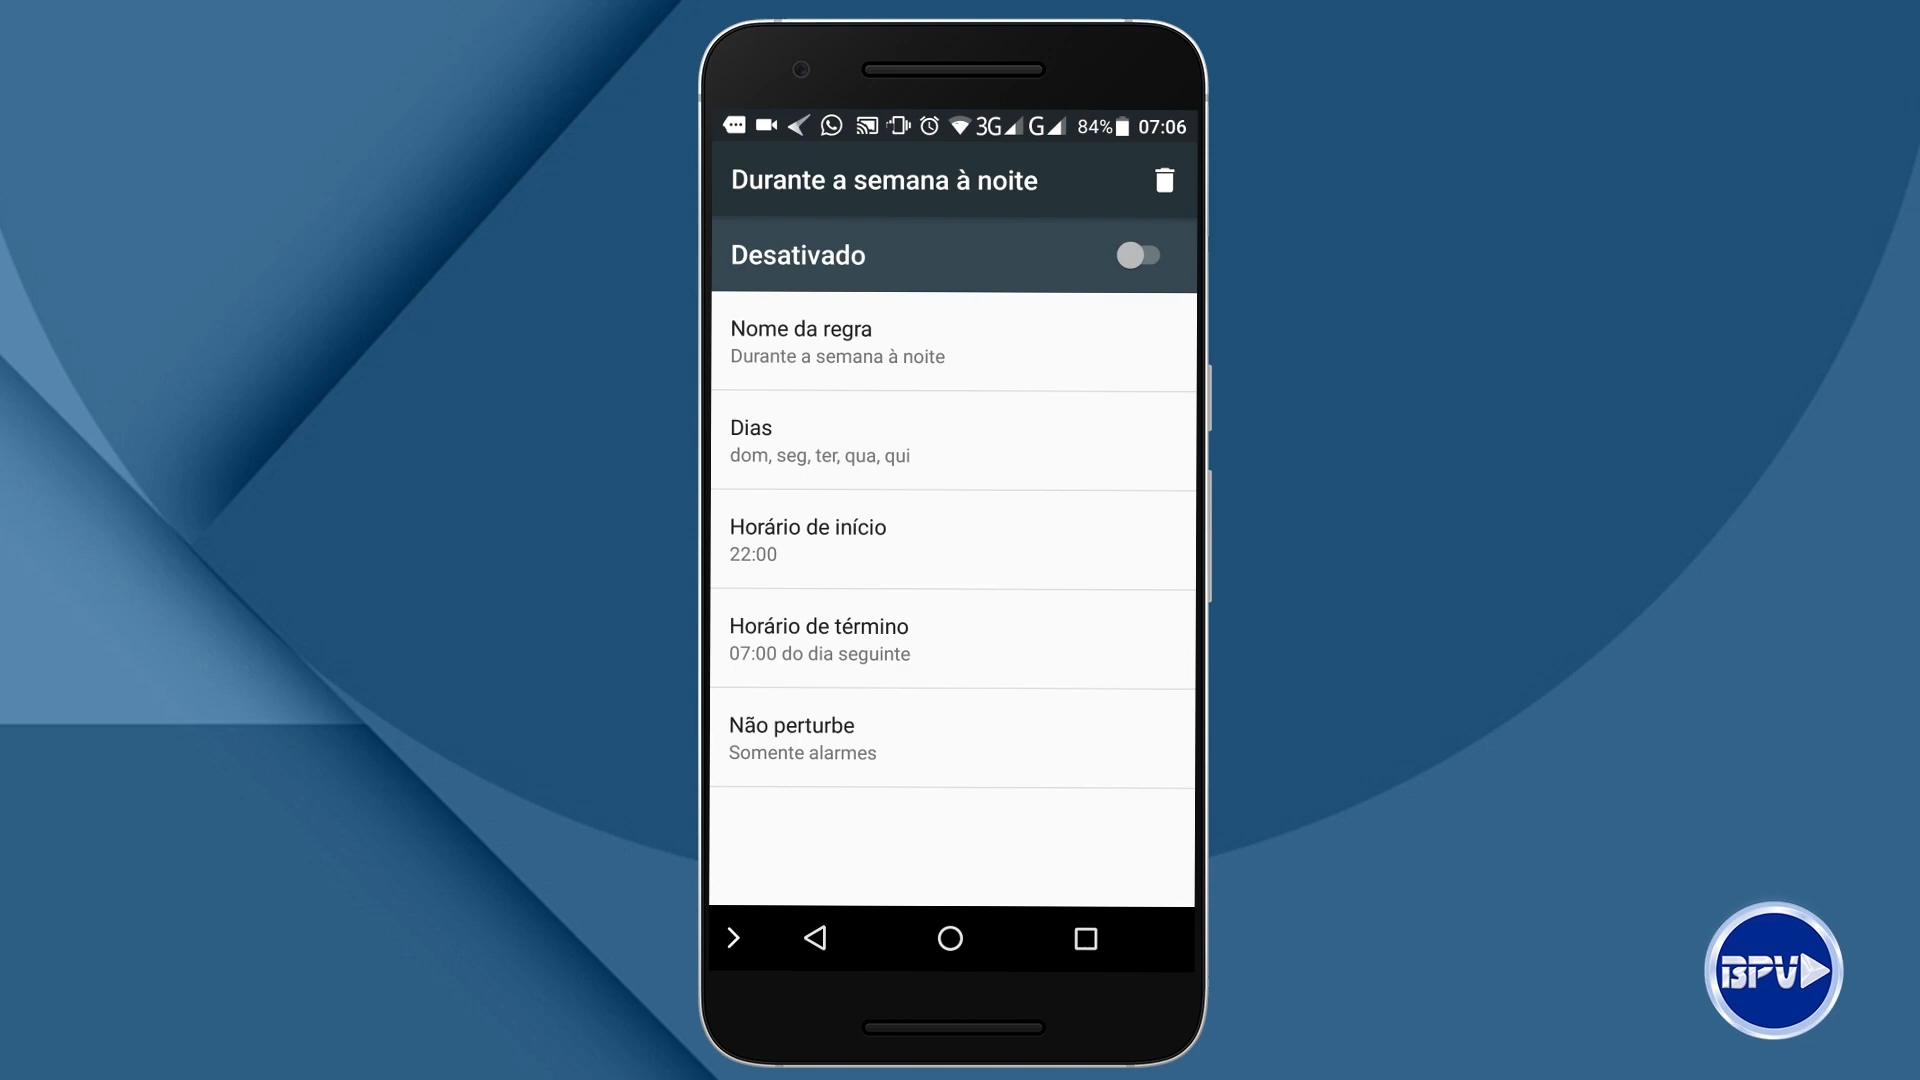 3G G 84% 07:06
Durante a semana à noite
Desativado
Nome da regra
Durante a semana à noite
Dias
dom, seg, ter, qua, qui
Horário de início
22:00
Horário de término
07:00 do dia seguinte
Não perturbe
Somente alarmes
BPV